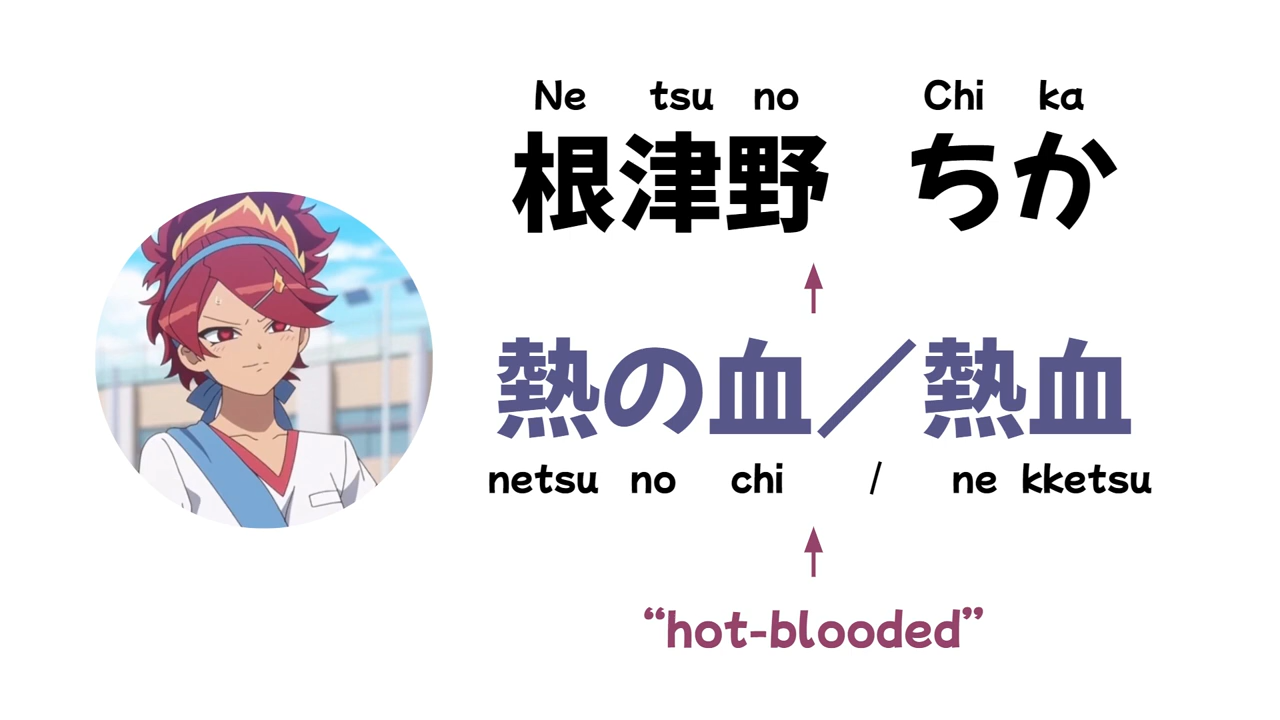 Ne tsu no Chi ka
根津野 ちか
熱の血／熱血
netsu no chi / ne kketsu
“hot-blooded”